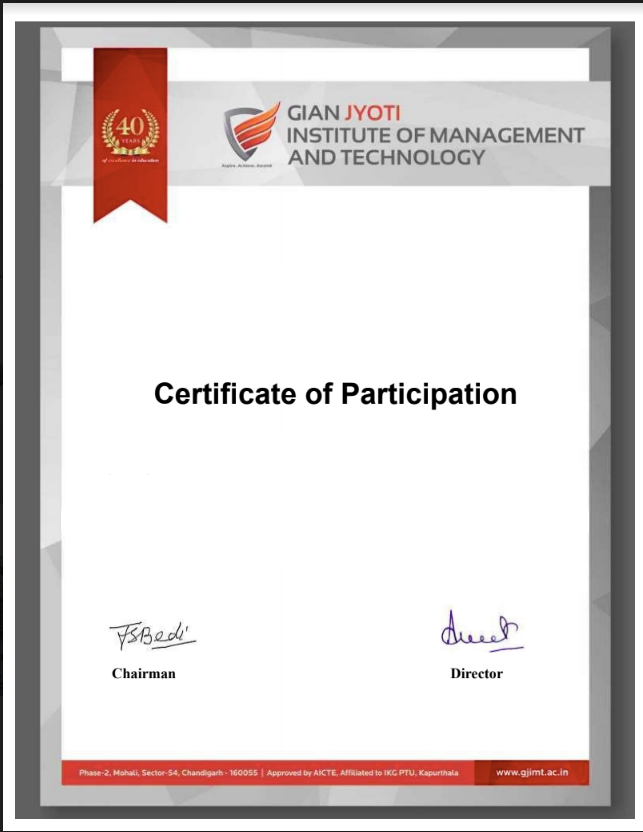 40
YEARS
of excellence in education
GIAN JYOTI
INSTITUTE OF MANAGEMENT
AND TECHNOLOGY
Aspire. Achieve. Ascend.
Certificate of Participation
JSBedi
Chairman
Director
Phase-2, Mohali, Sector-54, Chandigarh - 160055 | Approved by AICTE, Affiliated to IKG PTU, Kapurthala
www.gjimt.ac.in